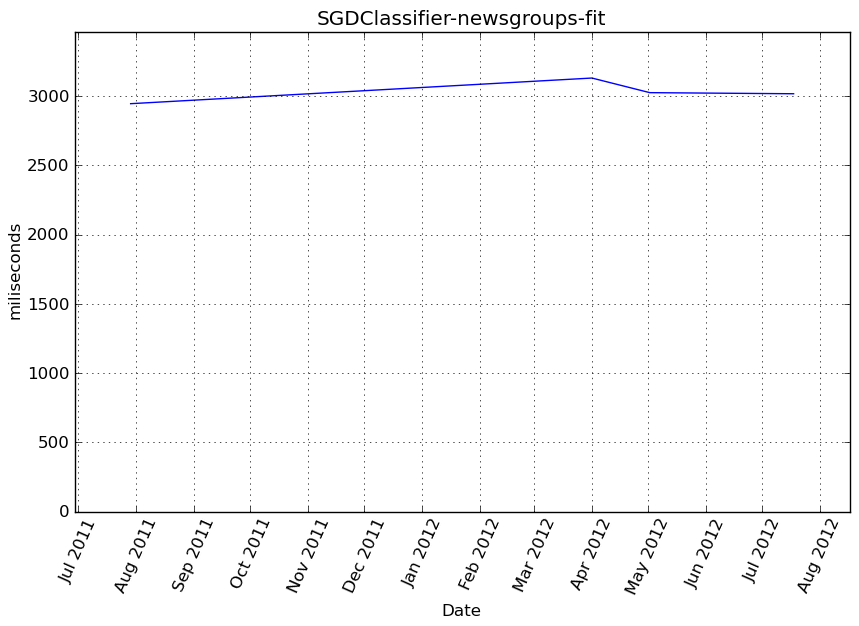 SGDClassifier-newsgroups-fit
3000
2500
2000
1500
1000
500
0
miliseconds
Jul 2011
Aug 2011
Sep 2011
Oct 2011
Nov 2011
Dec 2011
Jan 2012
Feb 2012
Mar 2012
Apr 2012
May 2012
Jun 2012
Jul 2012
Aug 2012
Date